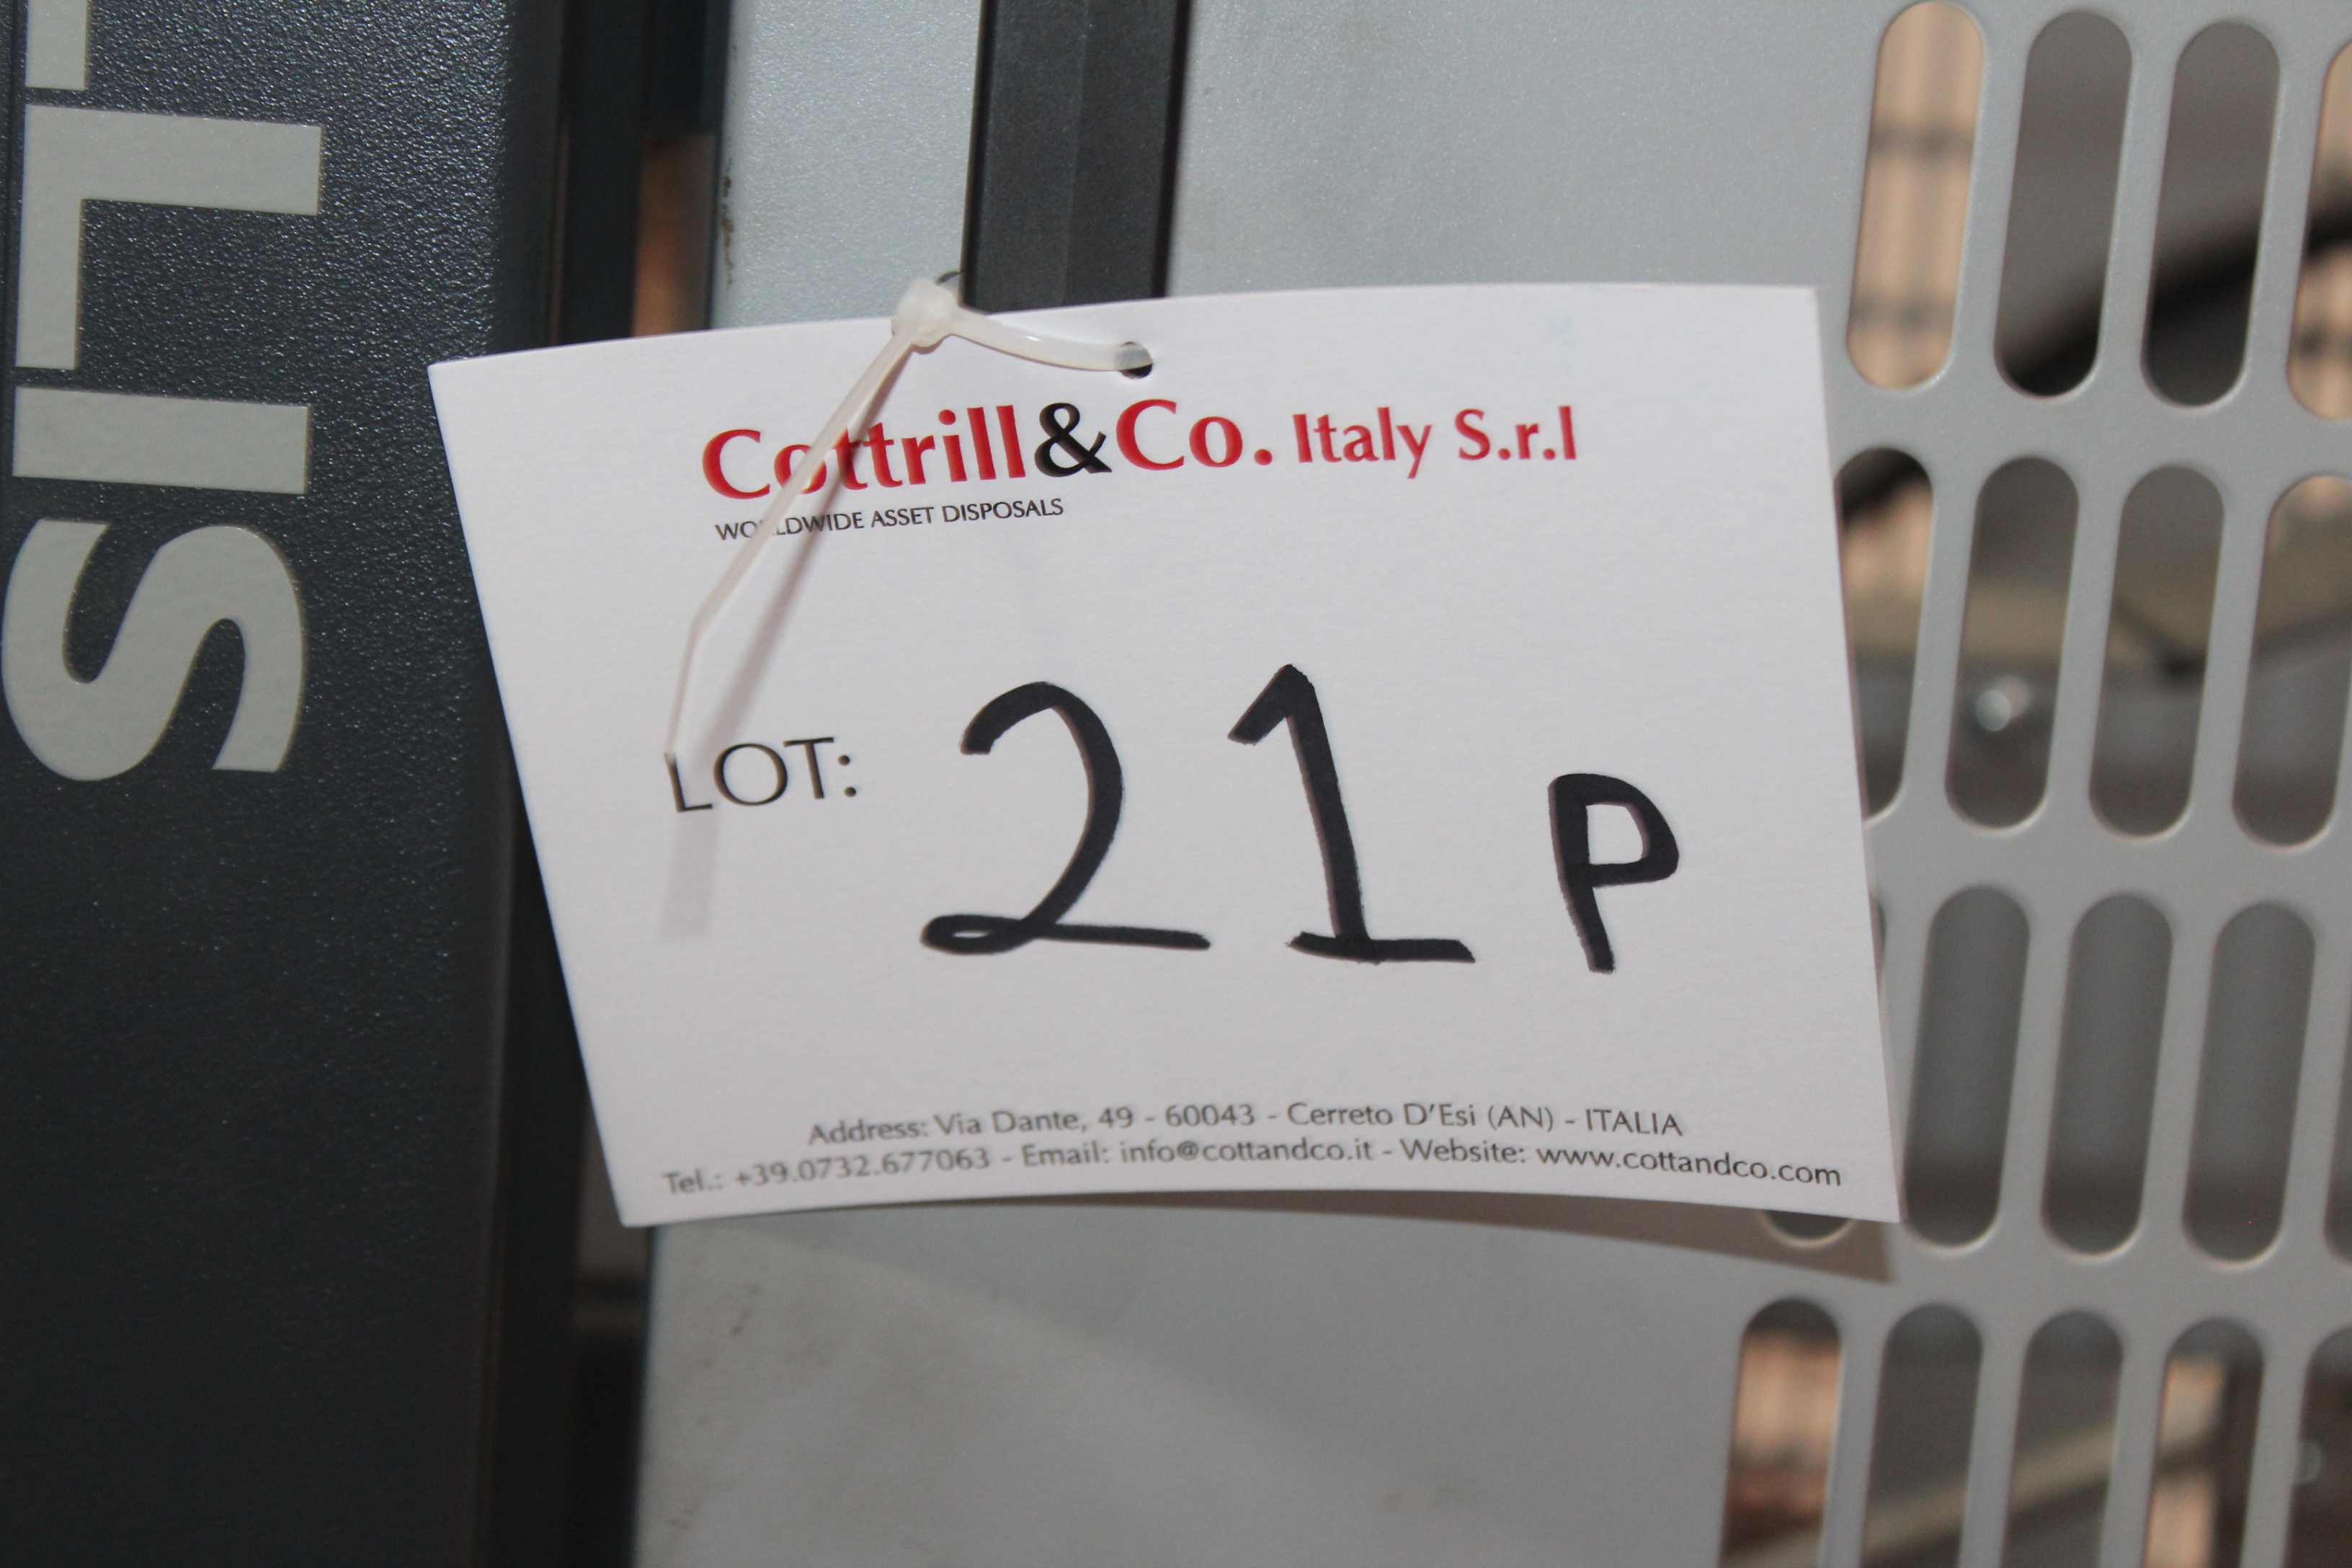 Cottrill&Co. Italy S.r.l
WORLDWIDE ASSET DISPOSALS
LOT: 21 P
Address: Via Dante, 49 - 60043 - Cerreto D'Esi (AN) - ITALIA
Tel.: +39.0732.677063 - Email: info@cottandco.it - Website: www.cottandco.com